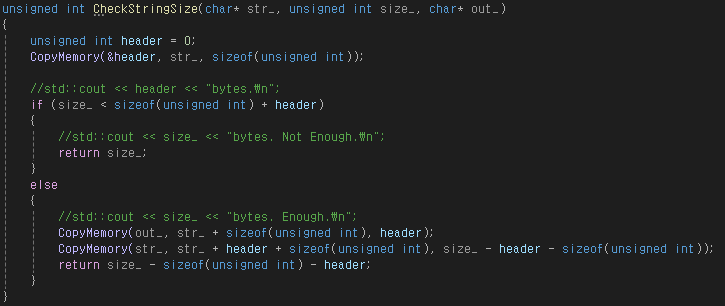 unsigned int CheckStringSize(char* str_, unsigned int size_, char* out_)
{
unsigned int header = 0;
CopyMemory(&header, str_, sizeof(unsigned int));
//std::cout << header << "bytes.₩n";
if (size_ < sizeof(unsigned int) + header)
{
//std::cout << size_ << "bytes. Not Enough.₩n";
return size_;
}
else
{
//std::cout << size_ << "bytes. Enough.₩n";
CopyMemory(out_, str_ + sizeof(unsigned int), header);
CopyMemory(str_, str_ + header + sizeof(unsigned int), size_ - header - sizeof(unsigned int));
return size_ - sizeof(unsigned int) - header;
}
}